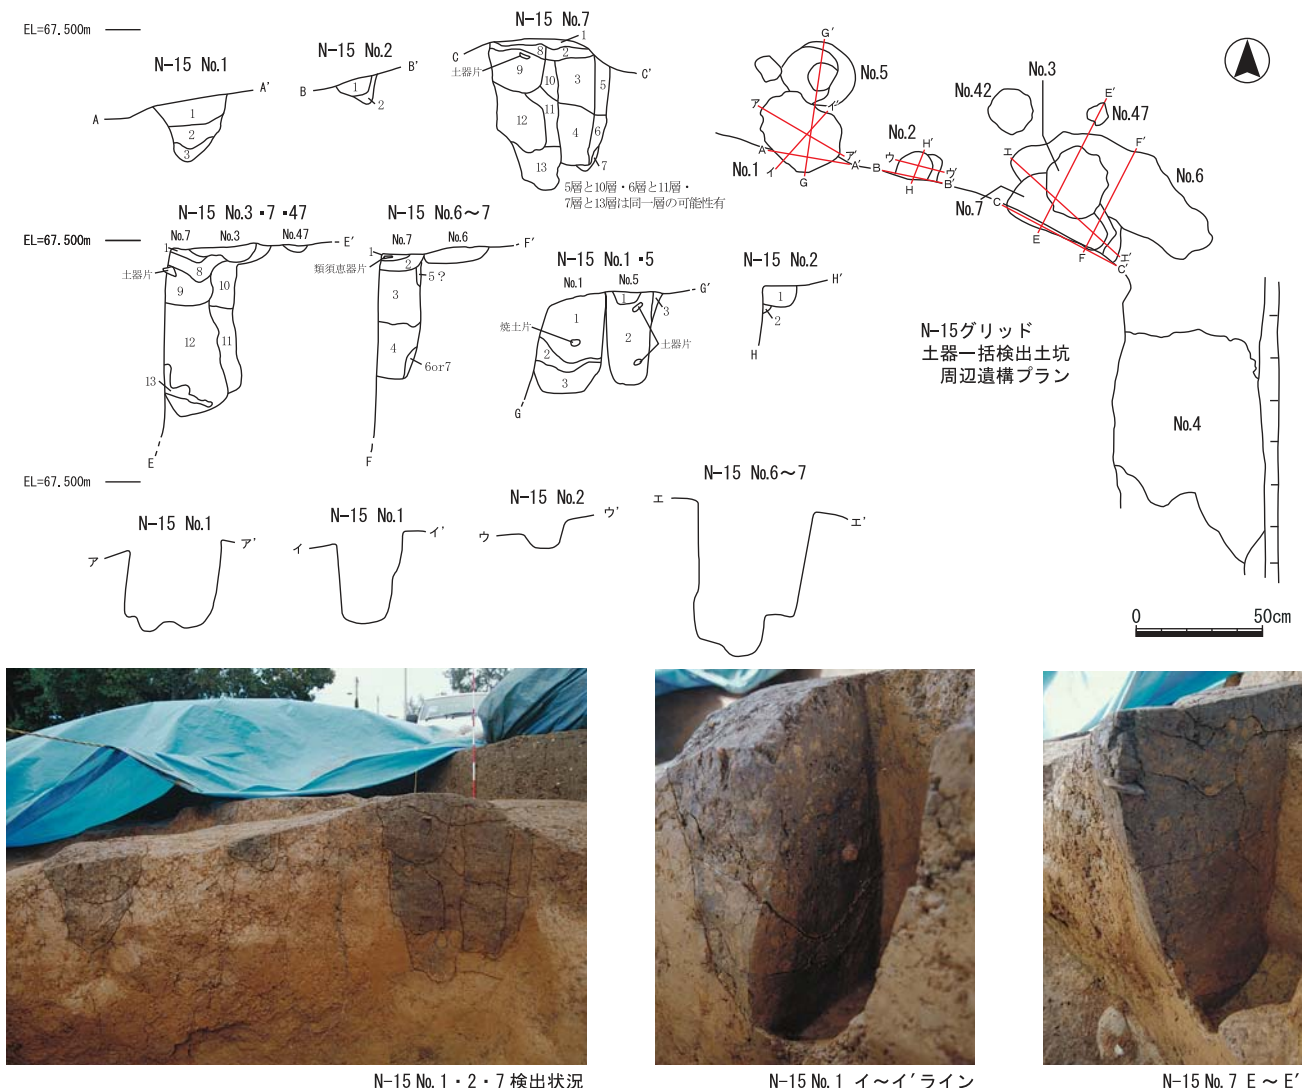 EL=67.500m
N-15 No.1
A
A'
1
2
3
N-15 No.2
B
B'
1
2
N-15 No.7
C
C'
土器片
1
8
2
9
10
3
5
11
12
4
6
13
7
5層と10層・6層と11層・
7層と13層は同一層の可能性有
G'
No.5
ア
イ'
A
No.1
イ
G
ア'
A'
No.2
ウ
H'
B
H
ウ'
B'
No.42
No.3
E'
No.47
エ
F'
No.6
No.7
C
E
F
エ'
C'
No.4
N-15グリッド
土器一括検出土坑
周辺遺構プラン
0
50cm
EL=67.500m
N-15 No.3・7・47
No.7
No.3
No.47
E'
1
土器片
8
9
10
12
11
13
E
N-15 No.6～7
No.7
No.6
F'
1
類須恵器片
2
5?
3
4
6or7
F
N-15 No.1・5
No.1
No.5
G'
1
1
3
焼土片
2
2
土器片
3
G
N-15 No.2
H'
1
2
H
EL=67.500m
N-15 No.1
ア
ア'
N-15 No.1
イ
イ'
N-15 No.2
ウ
ウ'
N-15 No.6～7
エ
エ'
N-15 No.1・2・7 検出状況
N-15 No.1 イ～イ'ライン
N-15 No.7 E～E'